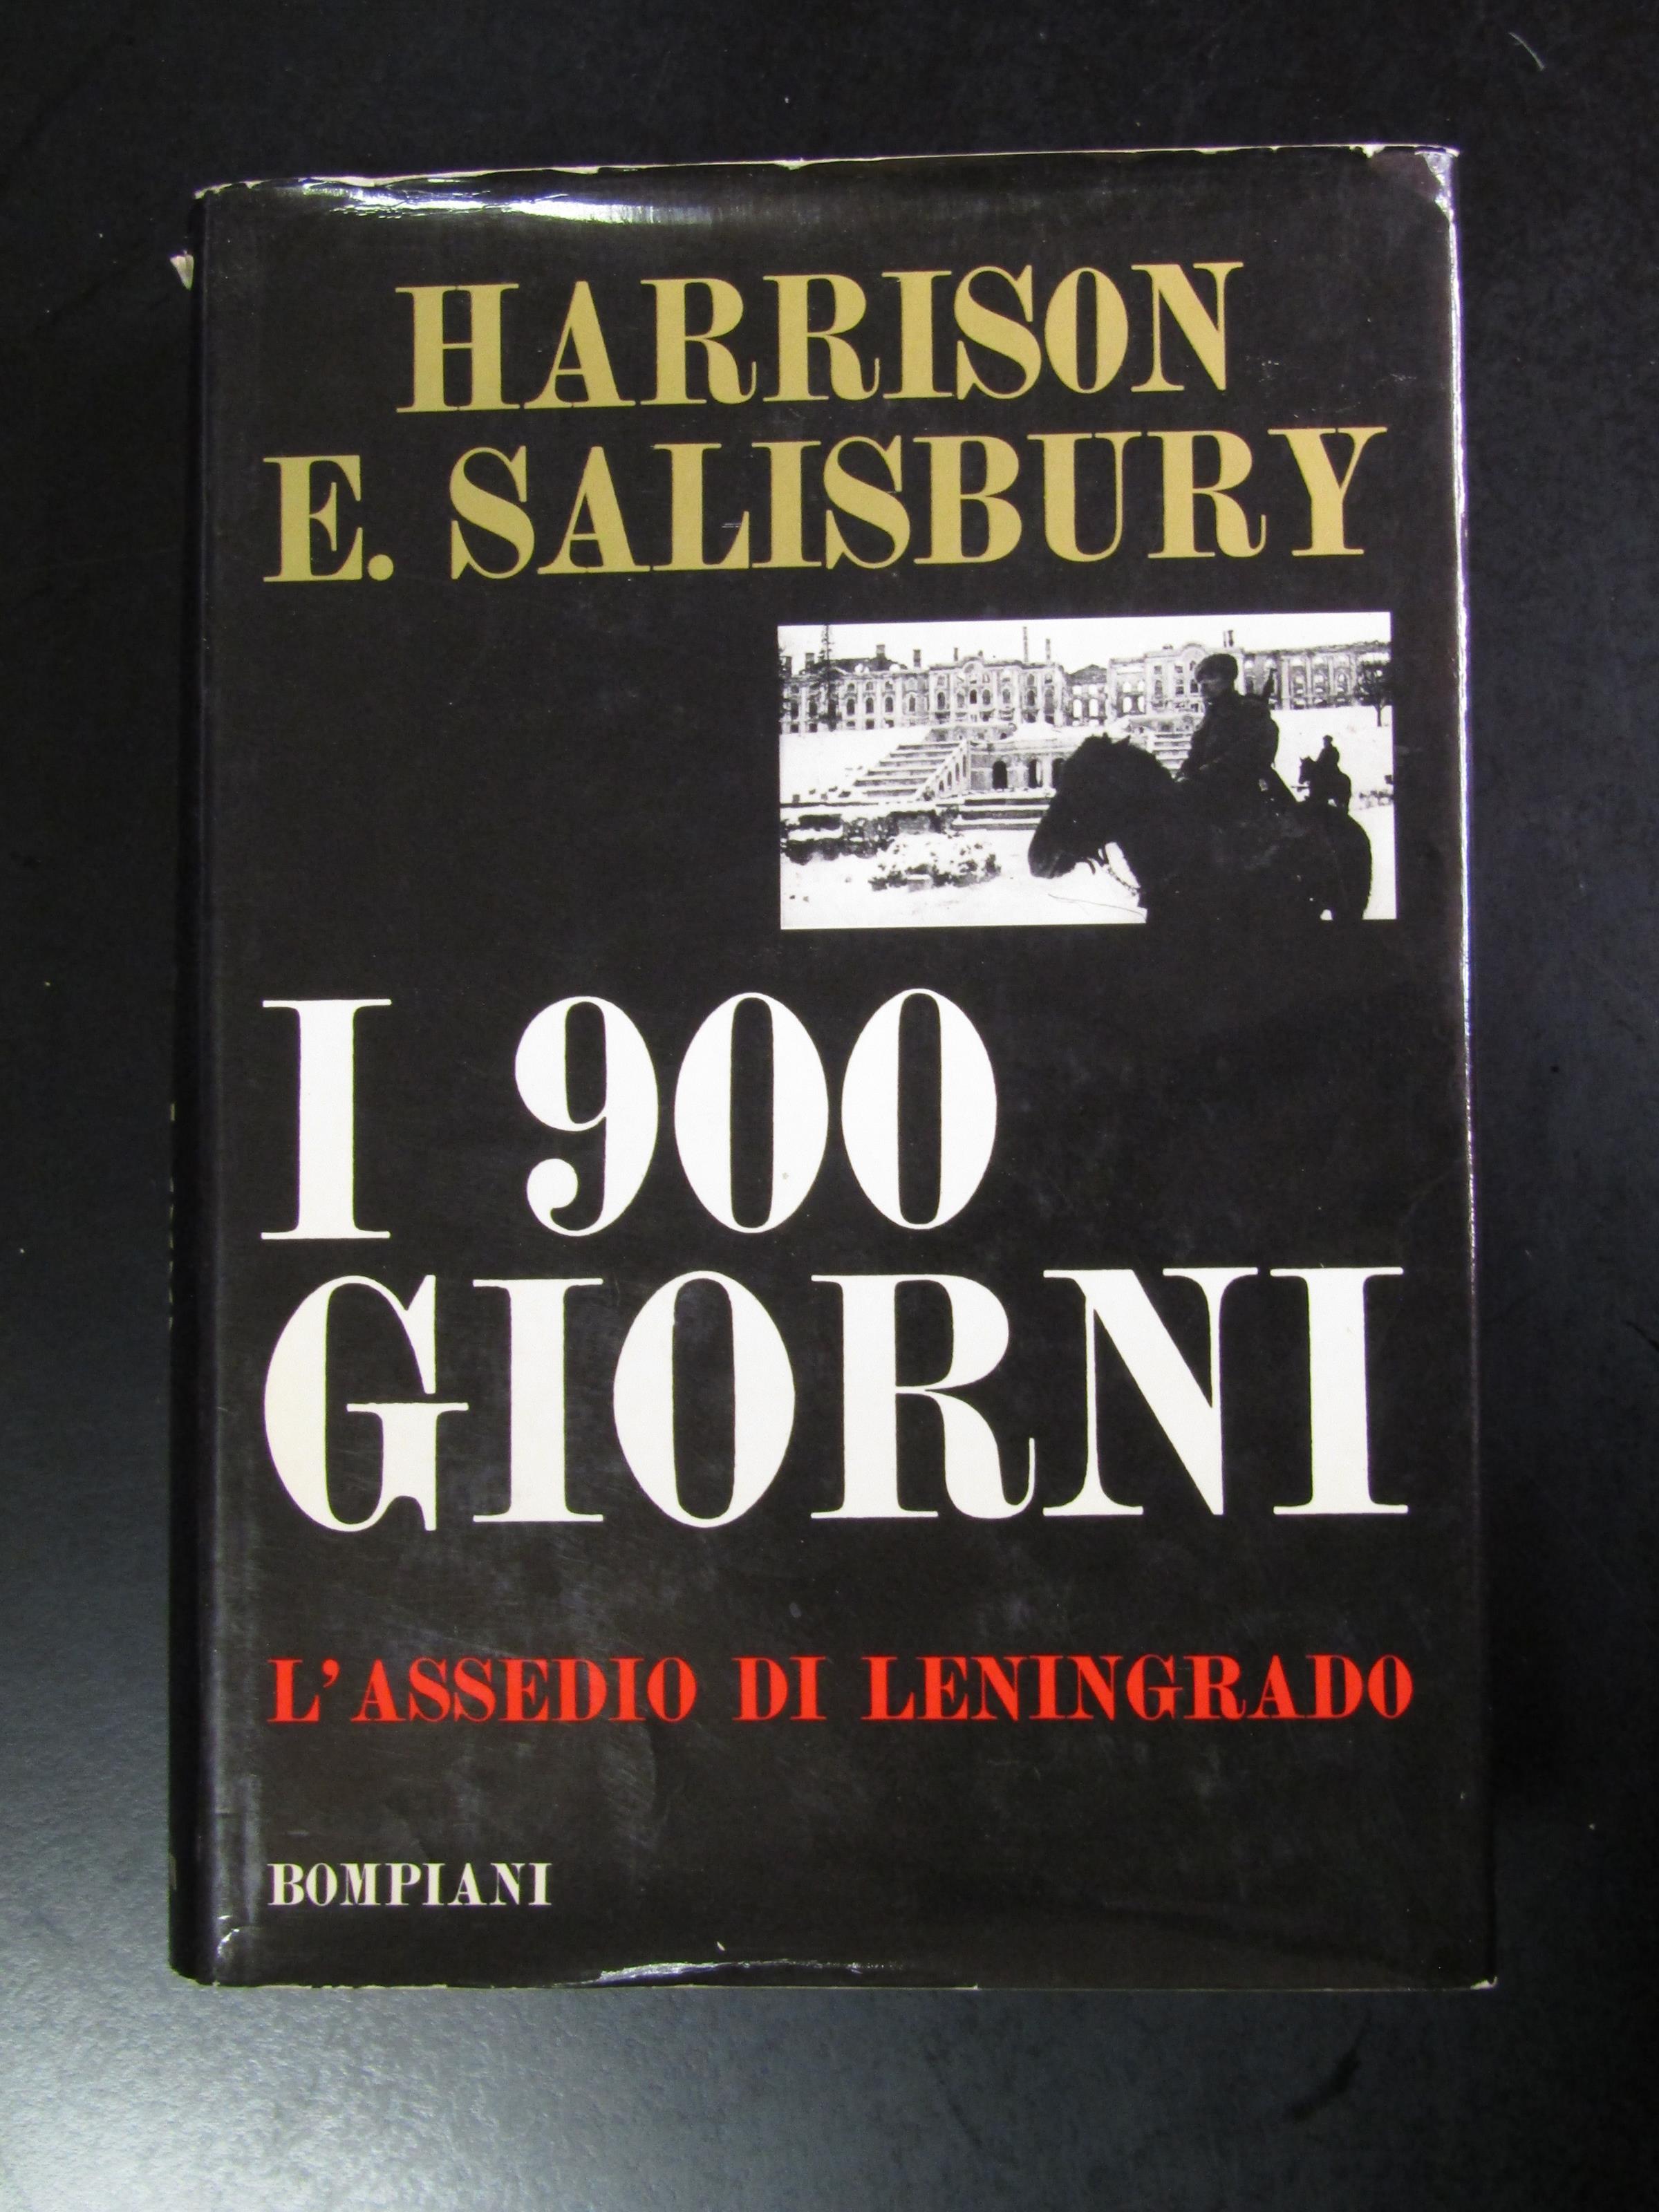 HARRISON
E. SALISBURY
I 900
GIORNI
L'ASSEDIO DI LENINGRADO
BOMPIANI